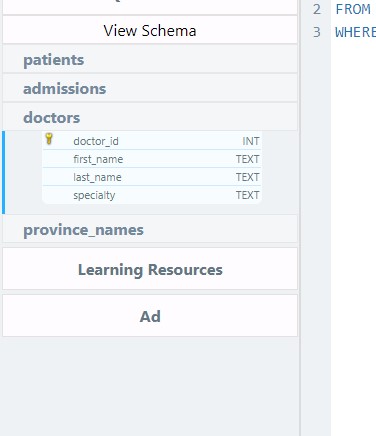 View Schema
patients
admissions
doctors
doctor_id INT
first_name TEXT
last_name TEXT
specialty TEXT
province_names
Learning Resources
Ad
2 FROM
3 WHERE